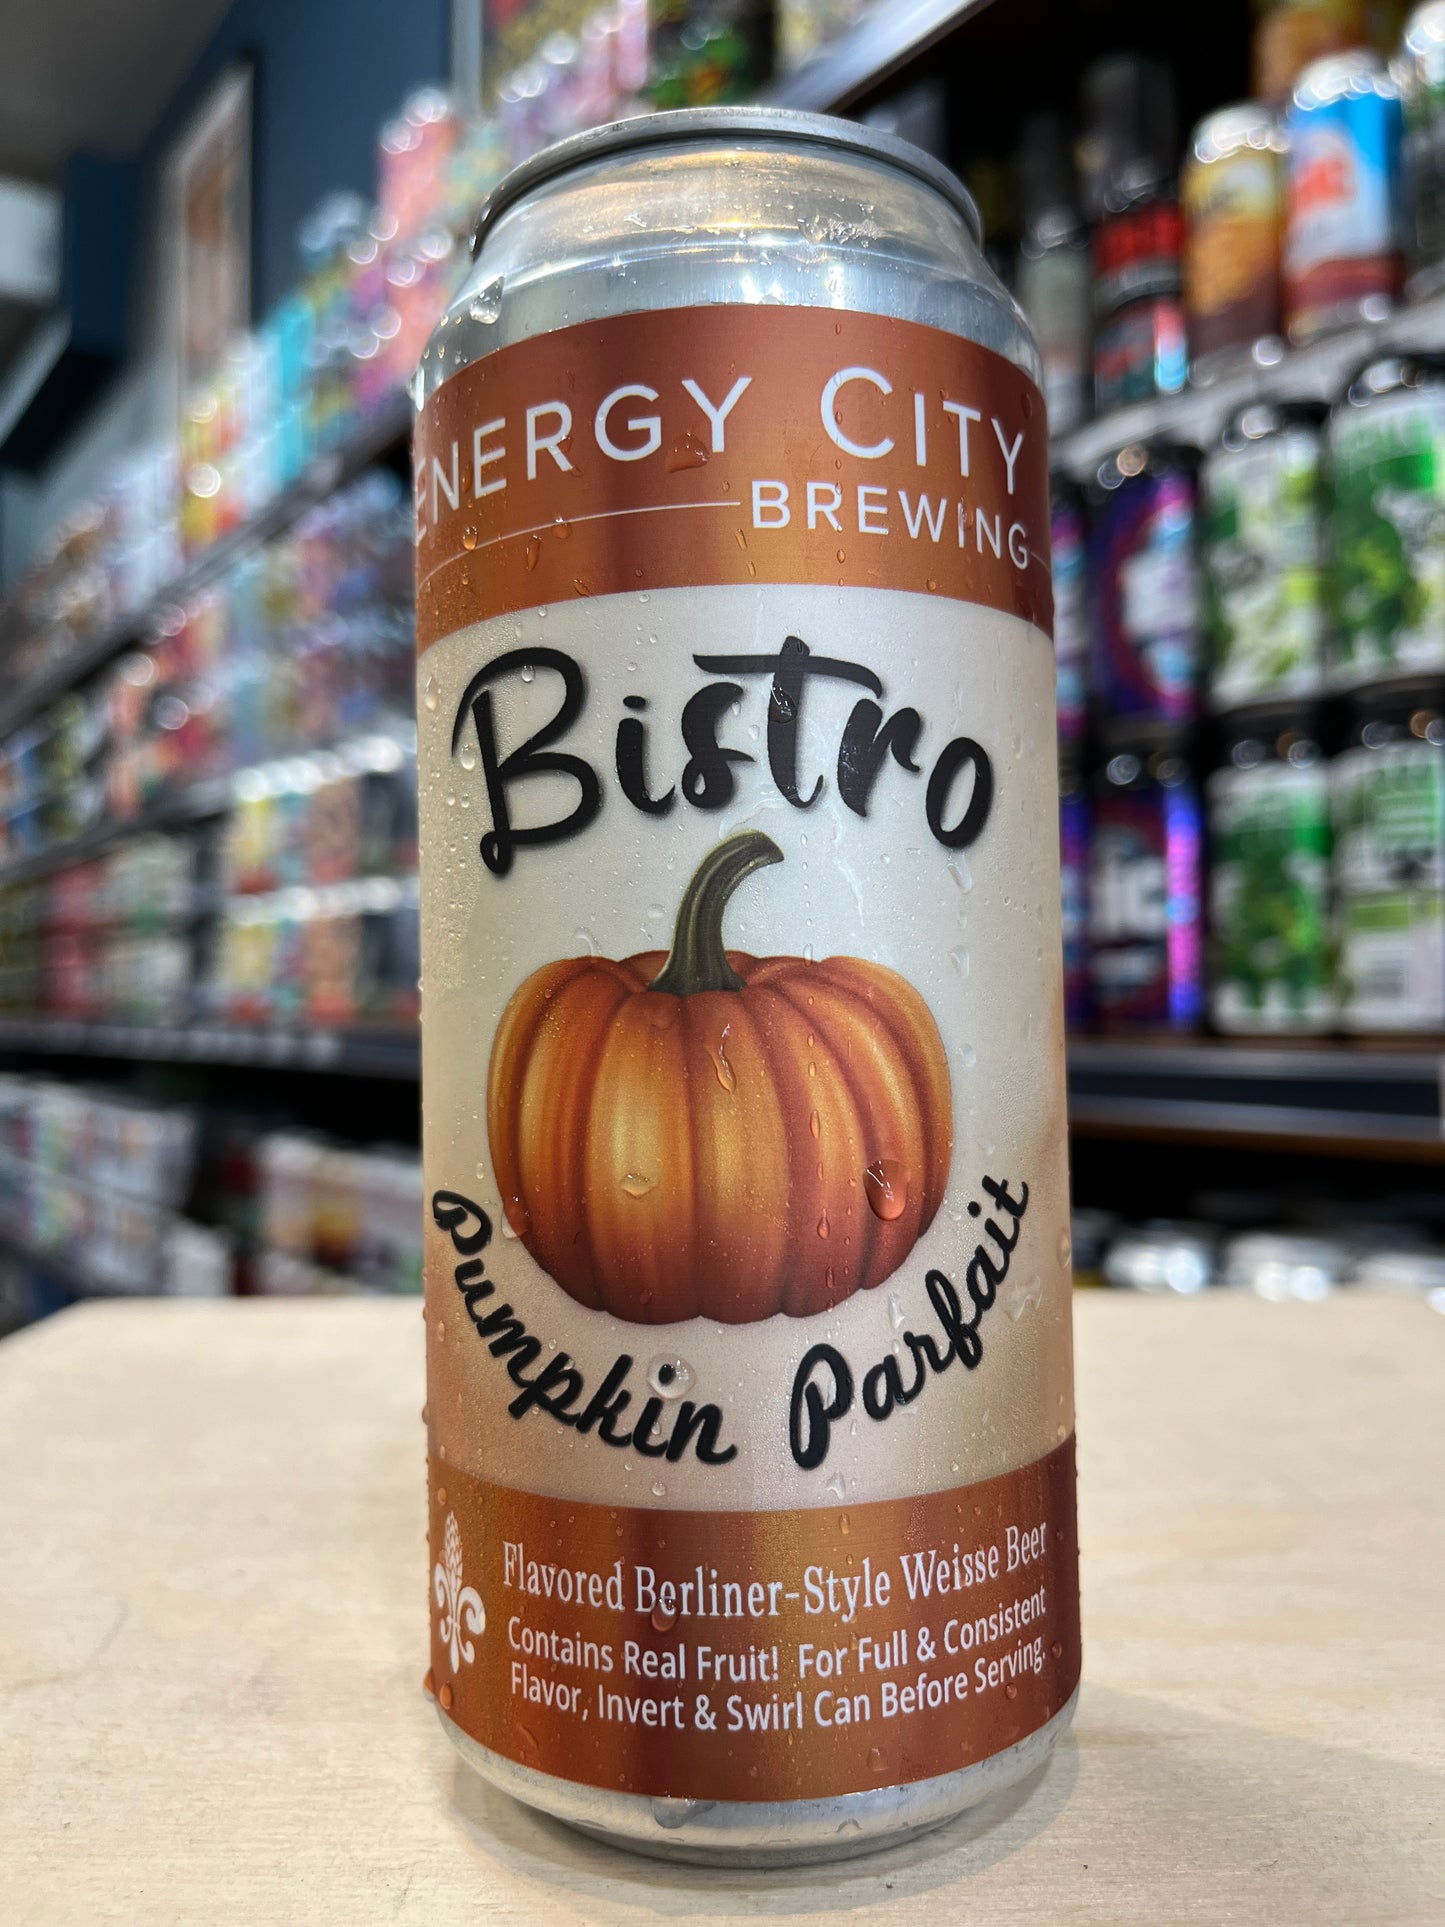 ENERGY CITY
BREWING
Bistro
Pumpkin Parfait
Flavored Berliner-Style Weisse Beer
Contains Real Fruit! For Full & Consistent
Flavor, Invert & Swirl Can Before Serving.